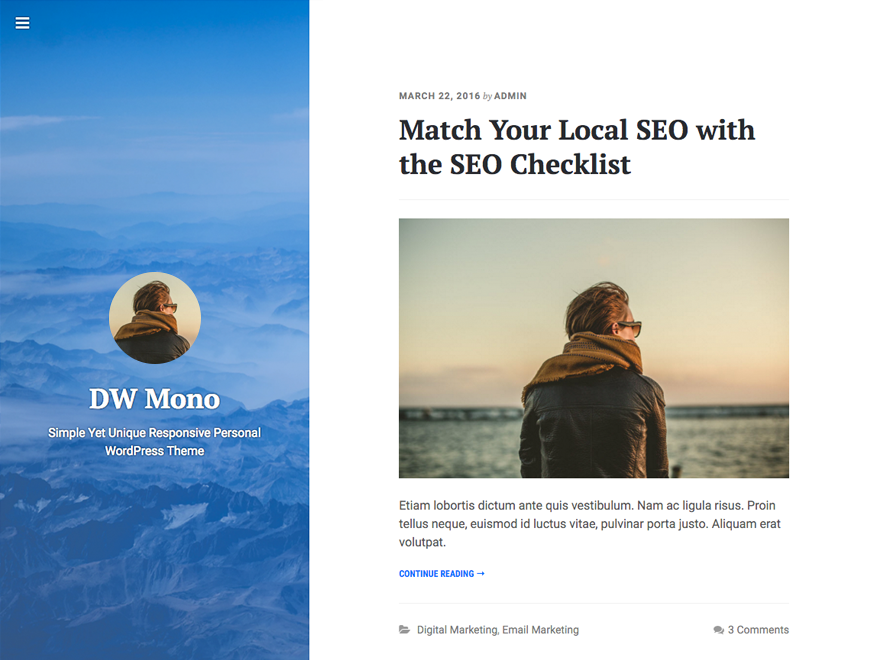 DW Mono
Simple Yet Unique Responsive Personal
WordPress Theme
MARCH 22, 2016 by ADMIN
Match Your Local SEO with
the SEO Checklist
Etiam lobortis dictum ante quis vestibulum. Nam ac ligula risus. Proin
tellus neque, euismod id luctus vitae, pulvinar porta justo. Aliquam erat
volutpat.
CONTINUE READING →
Digital Marketing, Email Marketing
3 Comments